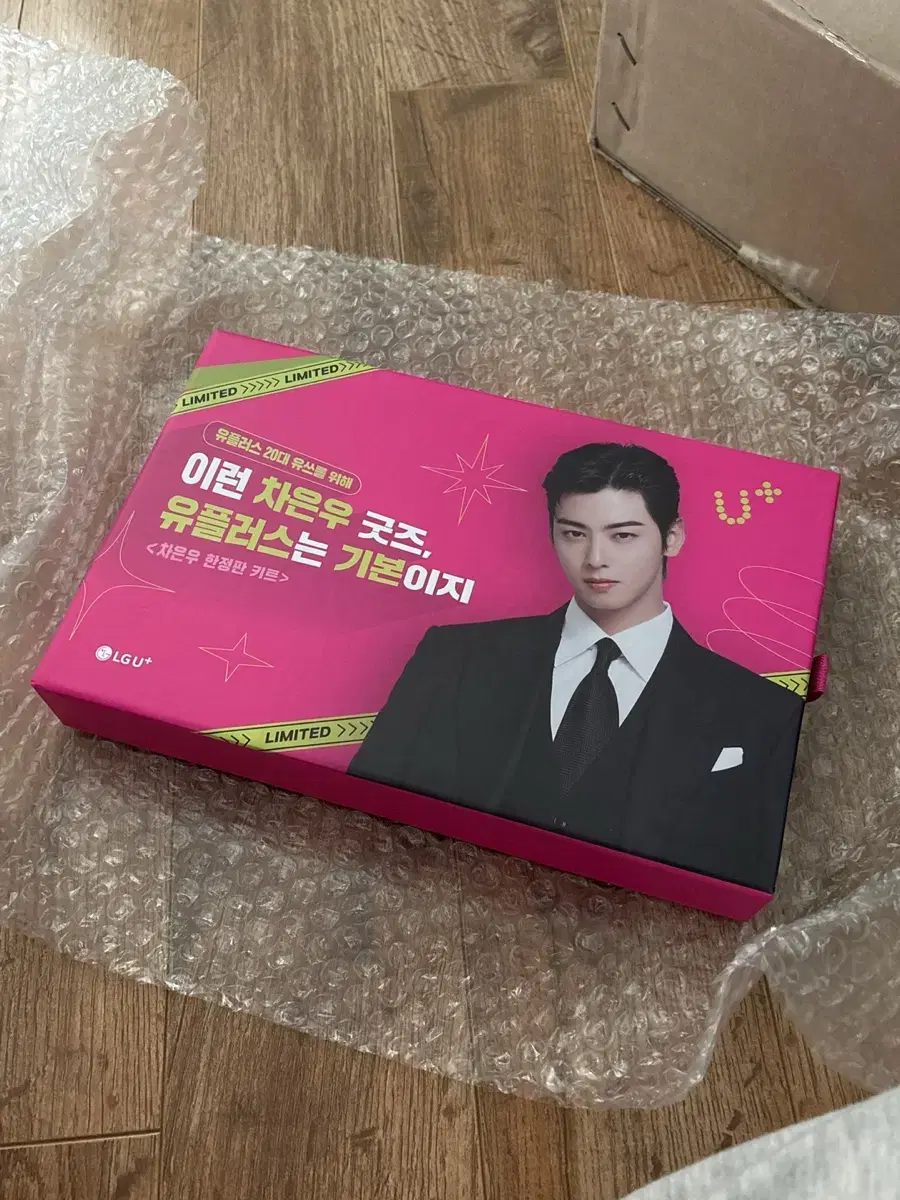 LIMITED >>>>> LIMITED >>>
유플러스 20대 유쓰를 위해
이런 차은우 굿즈,
유플러스는 기본이지
<차은우 한정판 키트>
U+
LG U+
LIMITED >>>>